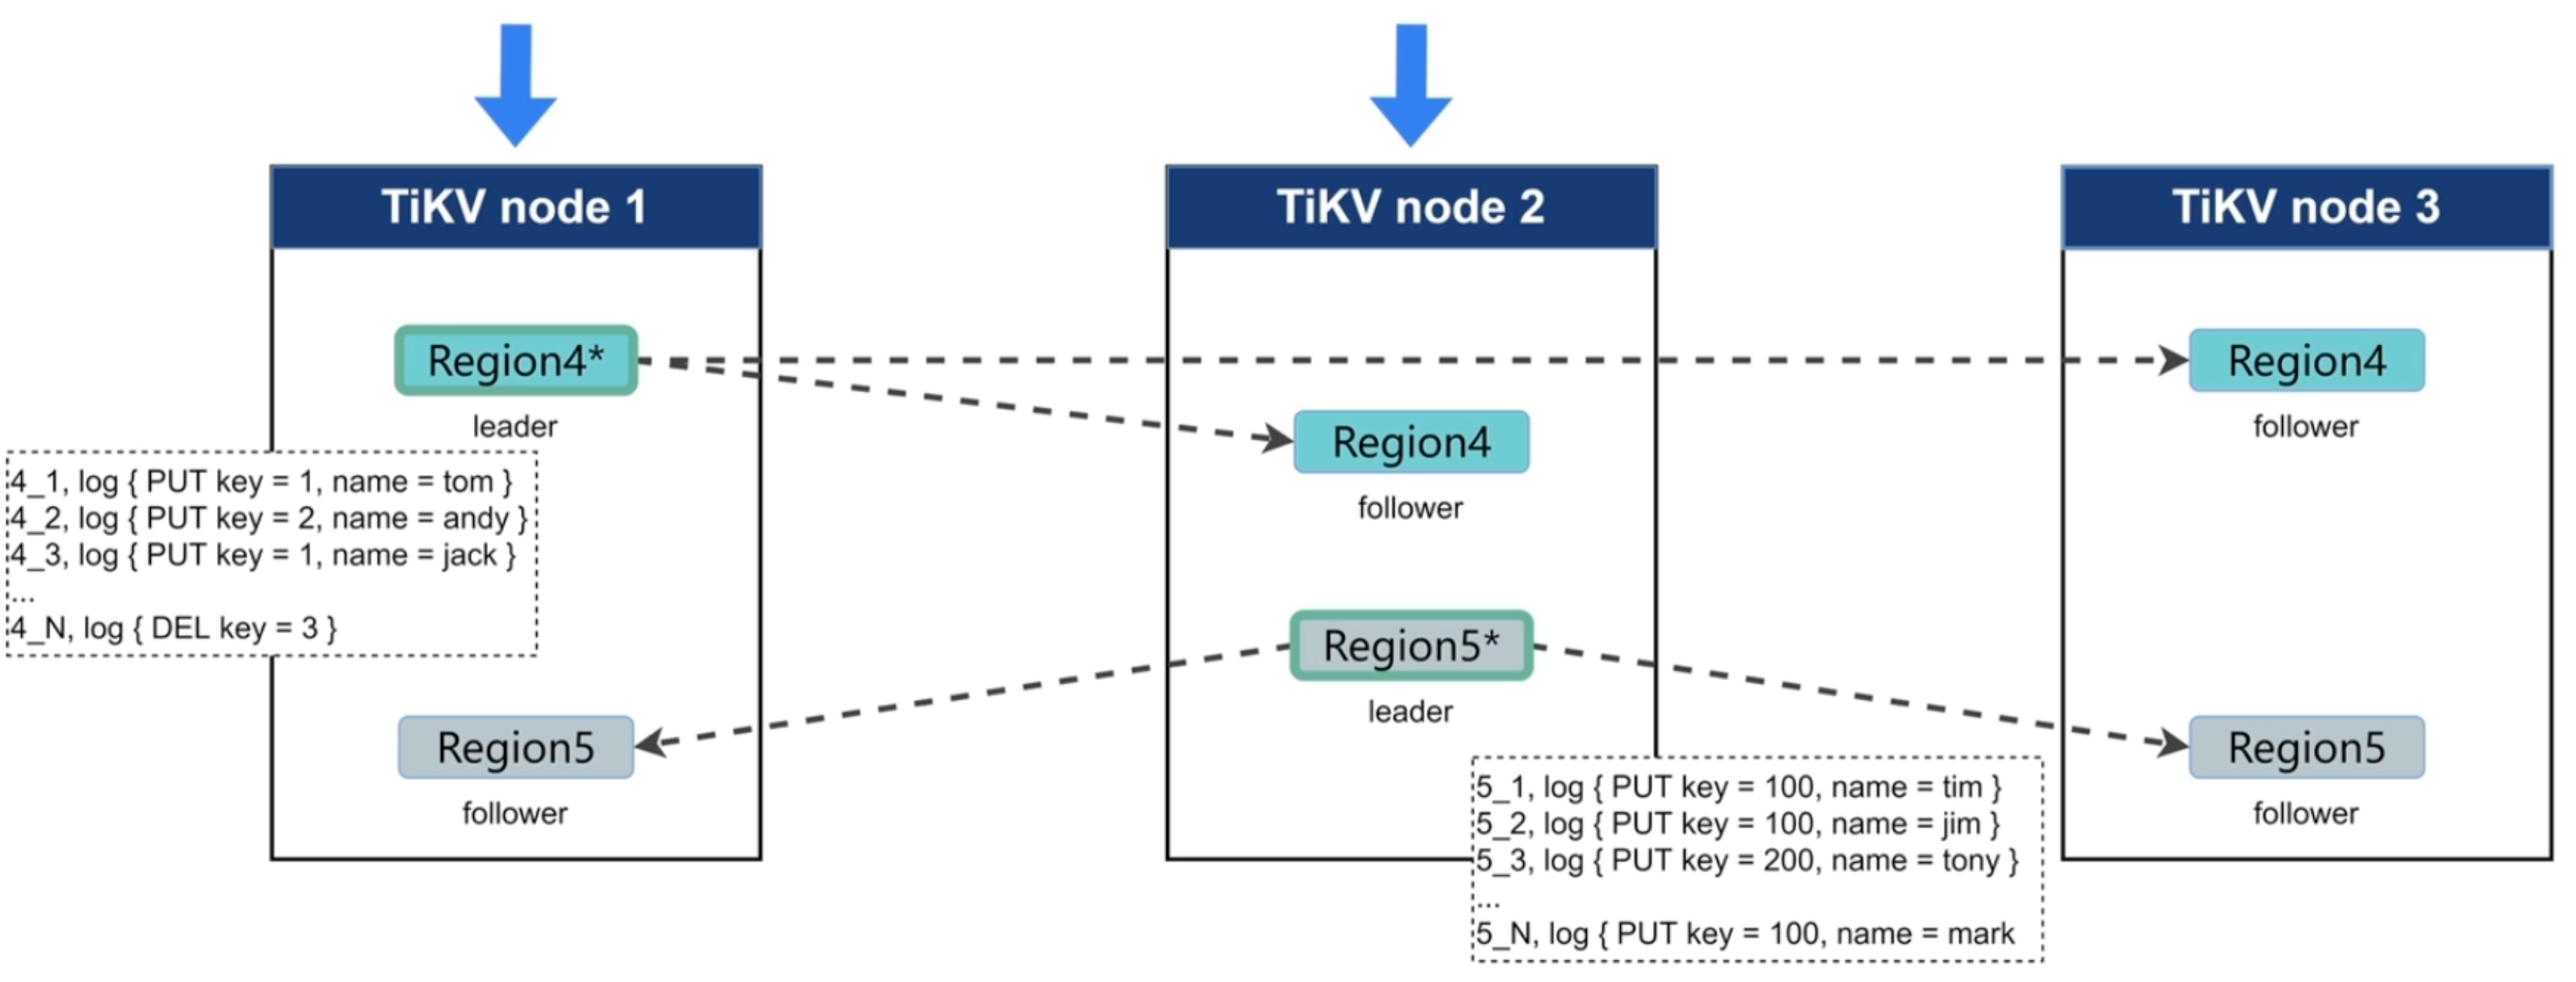 TiKV node 1
Region4*
leader
4_1, log { PUT key = 1, name = tom }
4_2, log { PUT key = 2, name = andy }
4_3, log { PUT key = 1, name = jack }
...
4_N, log { DEL key = 3 }
Region5
follower
TiKV node 2
Region4
follower
Region5*
leader
5_1, log { PUT key = 100, name = tim }
5_2, log { PUT key = 100, name = jim }
5_3, log { PUT key = 200, name = tony }
...
5_N, log { PUT key = 100, name = mark
TiKV node 3
Region4
follower
Region5
follower